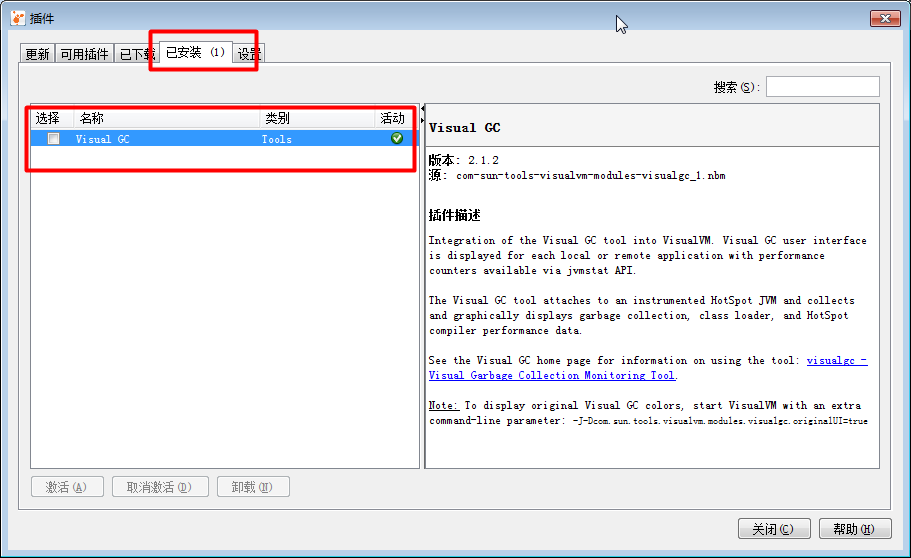 插件
更新 可用插件 已下载 已安装 (1) 设置
搜索(S):
选择 名称 类别 活动
Visual GC Tools
Visual GC
版本: 2.1.2
源: com-sun-tools-visualvm-modules-visualgc_1.nbm
插件描述
Integration of the Visual GC tool into VisualVM. Visual GC user interface
is displayed for each local or remote application with performance
counters available via jvmstat API.
The Visual GC tool attaches to an instrumented HotSpot JVM and collects
and graphically displays garbage collection, class loader, and HotSpot
compiler performance data.
See the Visual GC home page for information on using the tool: visualgc -
Visual Garbage Collection Monitoring Tool.
Note: To display original Visual GC colors, start VisualVM with an extra
command-line parameter: -J-Dcom.sun.tools.visualvm.modules.visualgc.originalUI=true
激活(A) 取消激活(D) 卸载(N)
关闭(C) 帮助(H)